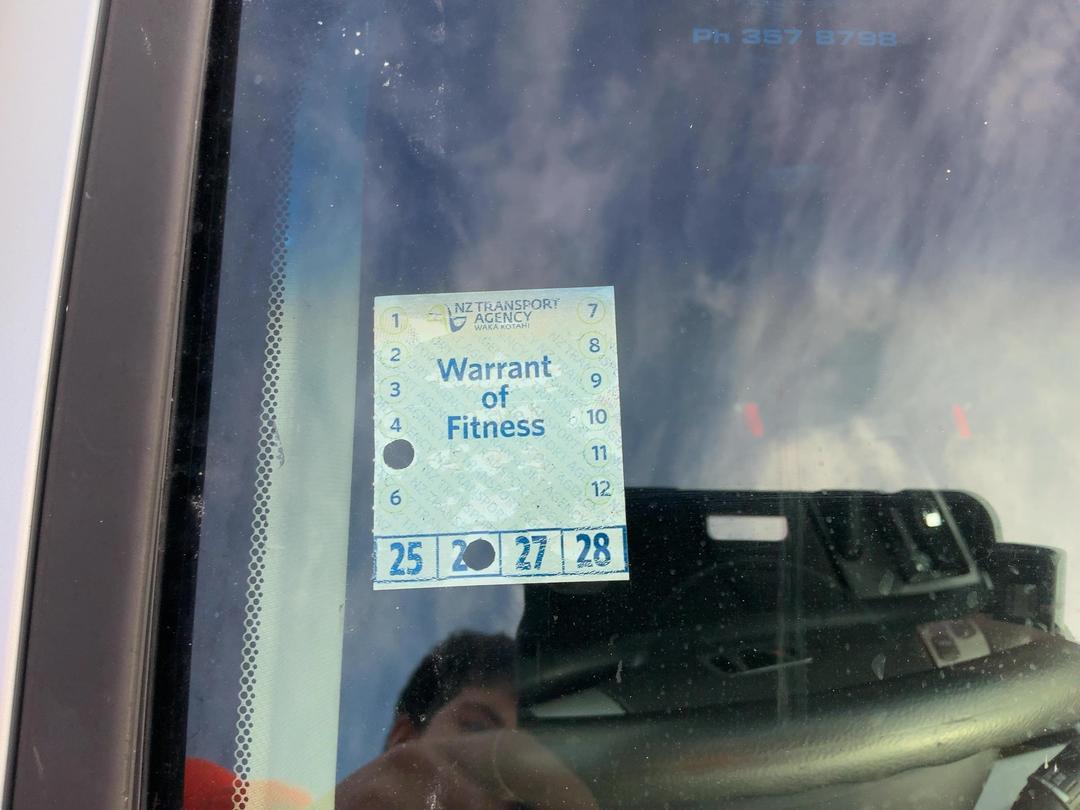 Ph 357 8798
NZ TRANSPORT
AGENCY
WAKA KOTAHI
Warrant
of
Fitness
1
2
3
4
6
7
8
9
10
11
12
25 2 27 28